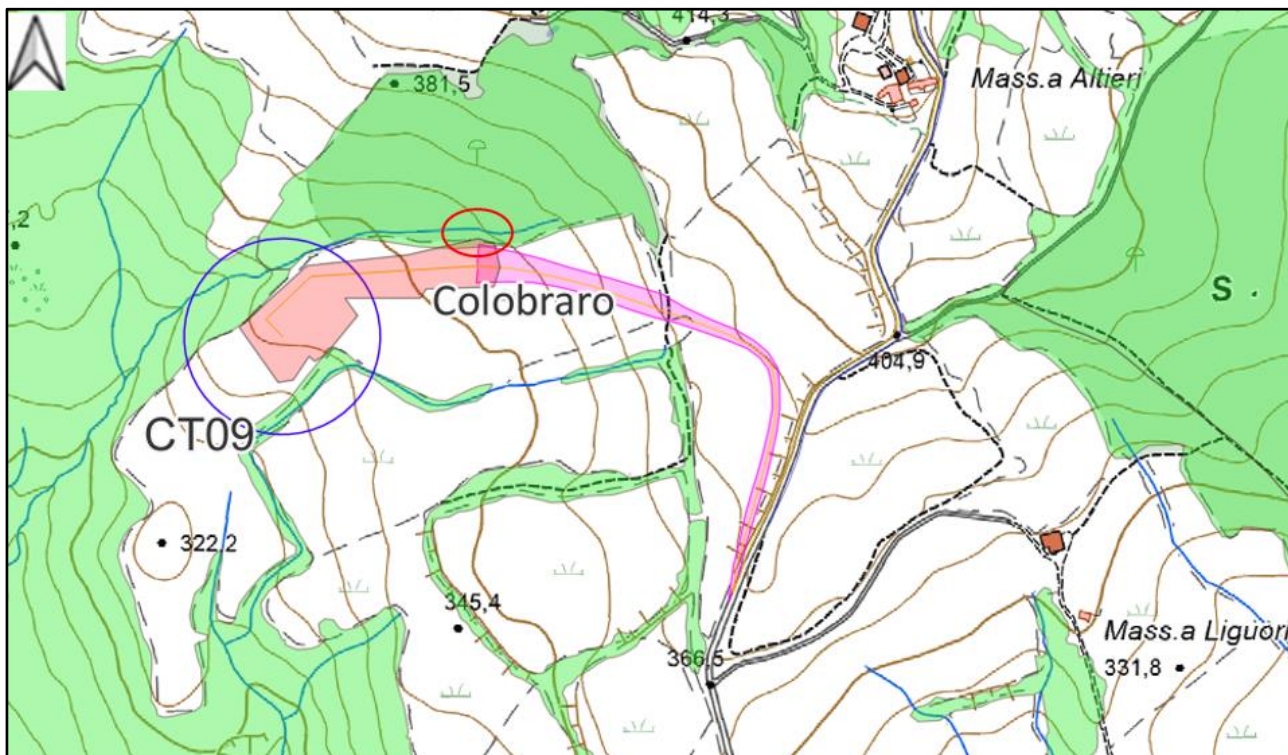 414,3
381,5
Mass.a Altieri
,2
S.
Colobraro
404,9
CT09
322,2
345,4
366,5
Mass.a Liguori
331,8